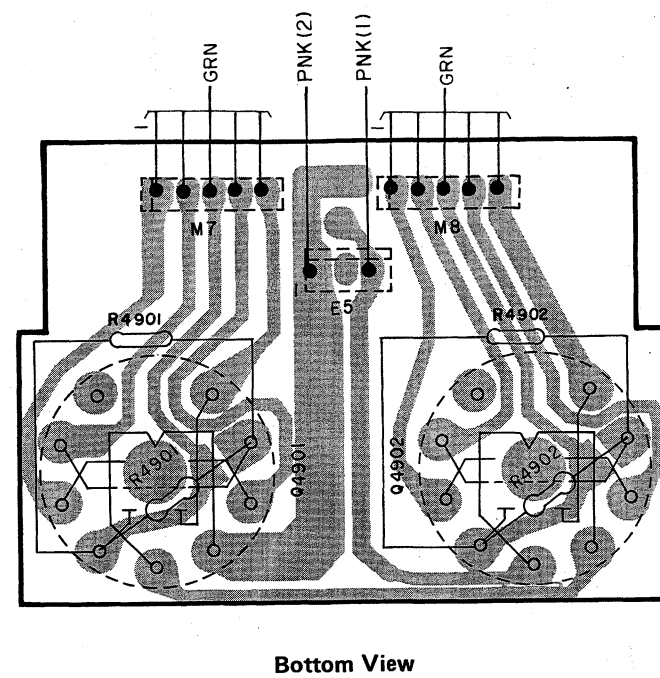 GRN
PNK(2)
PNK(1)
GRN
M7
M8
E5
R4901
R4902
R4901
Q4901
Q4902
R4902
Bottom View